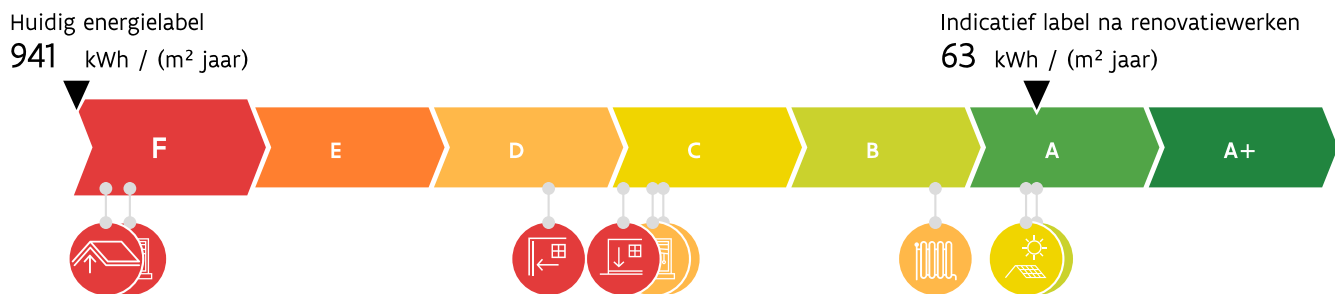 Huidig energielabel
941 kWh / (m² jaar)
Indicatief label na renovatiewerken
63 kWh / (m² jaar)
F E D C B A A+